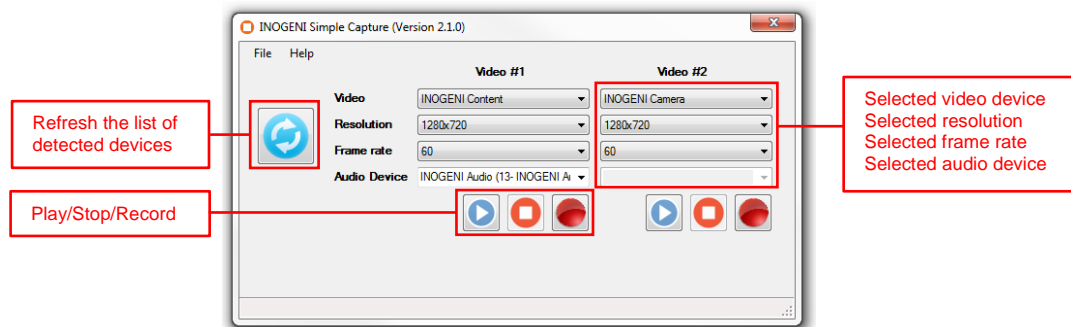 INOGENI Simple Capture (Version 2.1.0)
File Help
Video #1 Video #2
Video INOGENI Content INOGENI Camera
Resolution 1280x720 1280x720
Frame rate 60 60
Audio Device INOGENI Audio (13- INOGENI Au
Refresh the list of
detected devices
Play/Stop/Record
Selected video device
Selected resolution
Selected frame rate
Selected audio device